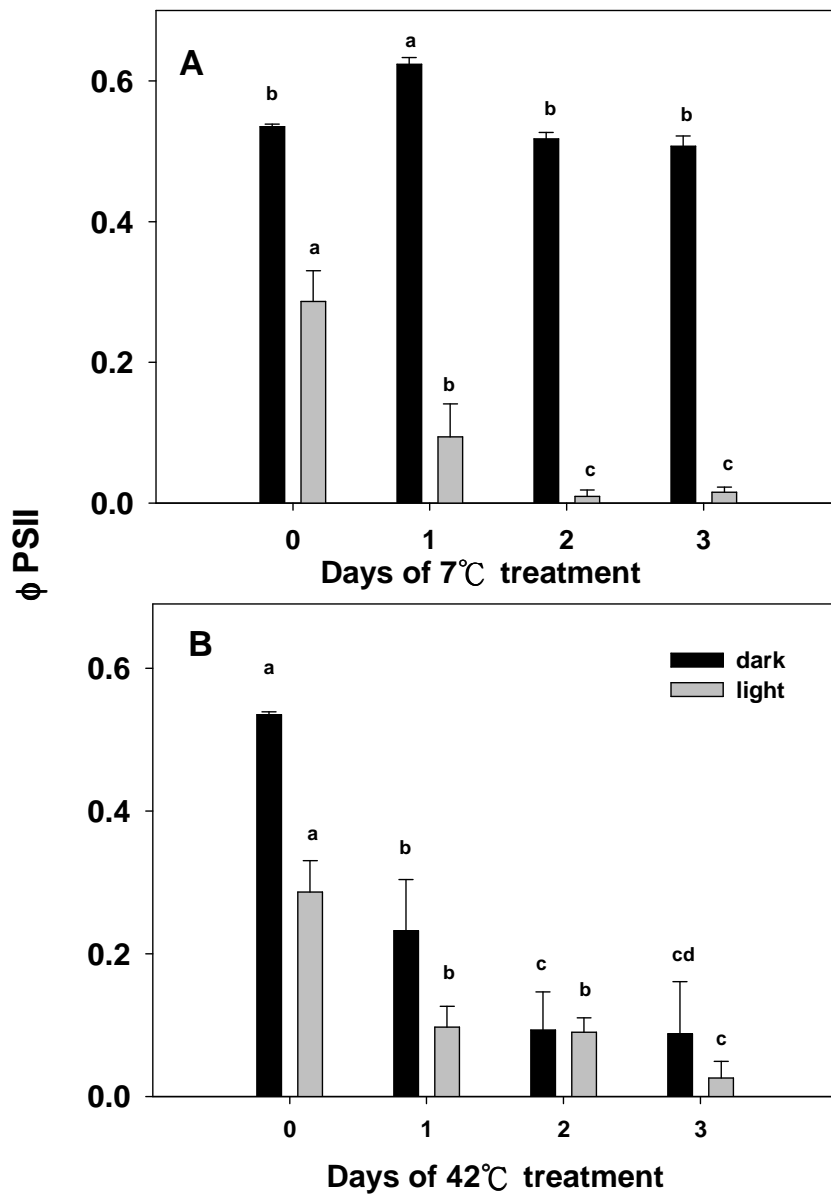 A
a
b
b
b
0.6
0.4
a
0.2
b
c
c
0.0
0 1 2 3
Days of 7℃ treatment
ϕ PSII
B
dark
light
a
0.6
0.4
a
b
0.2
b
c
b
cd
c
0.0
0 1 2 3
Days of 42℃ treatment